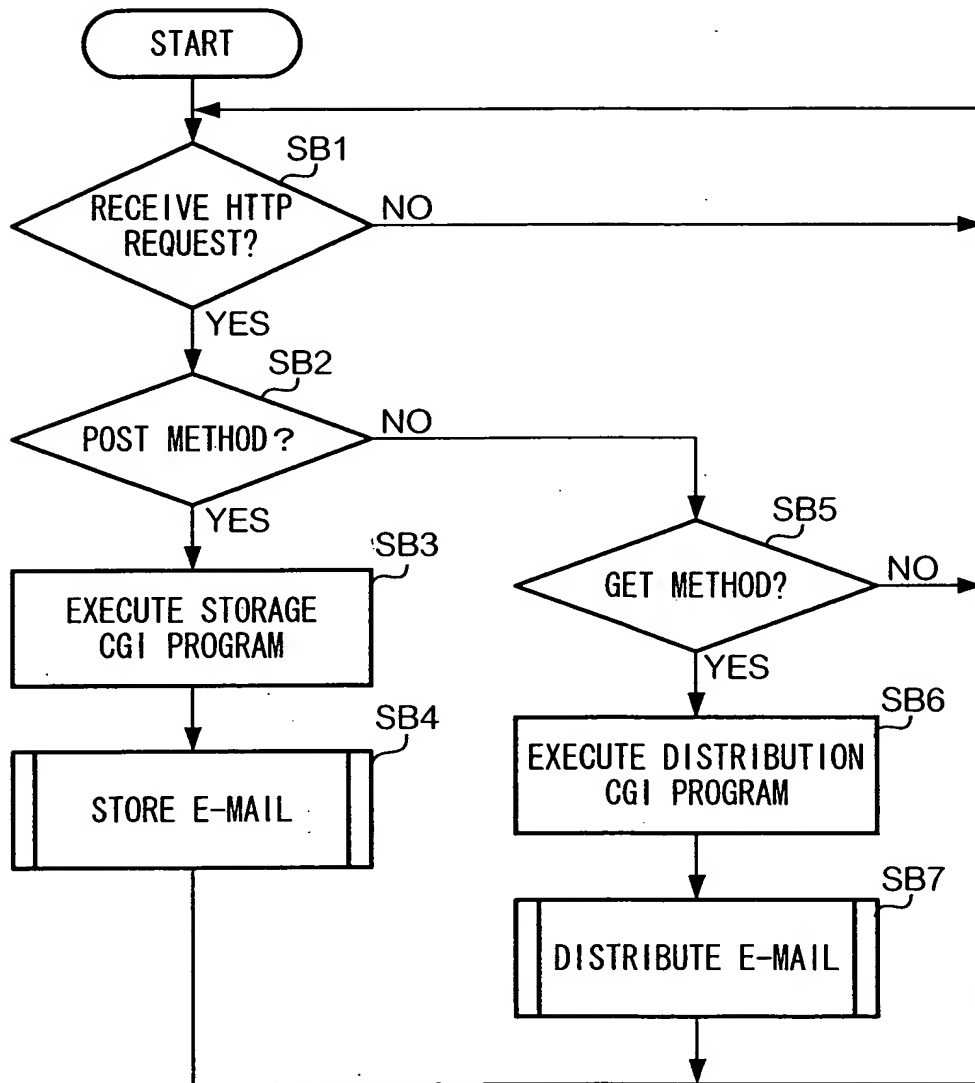 START
SB1
RECEIVE HTTP
REQUEST?
NO
YES
SB2
POST METHOD?
NO
YES
SB3
EXECUTE STORAGE
CGI PROGRAM
SB4
STORE E-MAIL
SB5
GET METHOD?
NO
YES
SB6
EXECUTE DISTRIBUTION
CGI PROGRAM
SB7
DISTRIBUTE E-MAIL